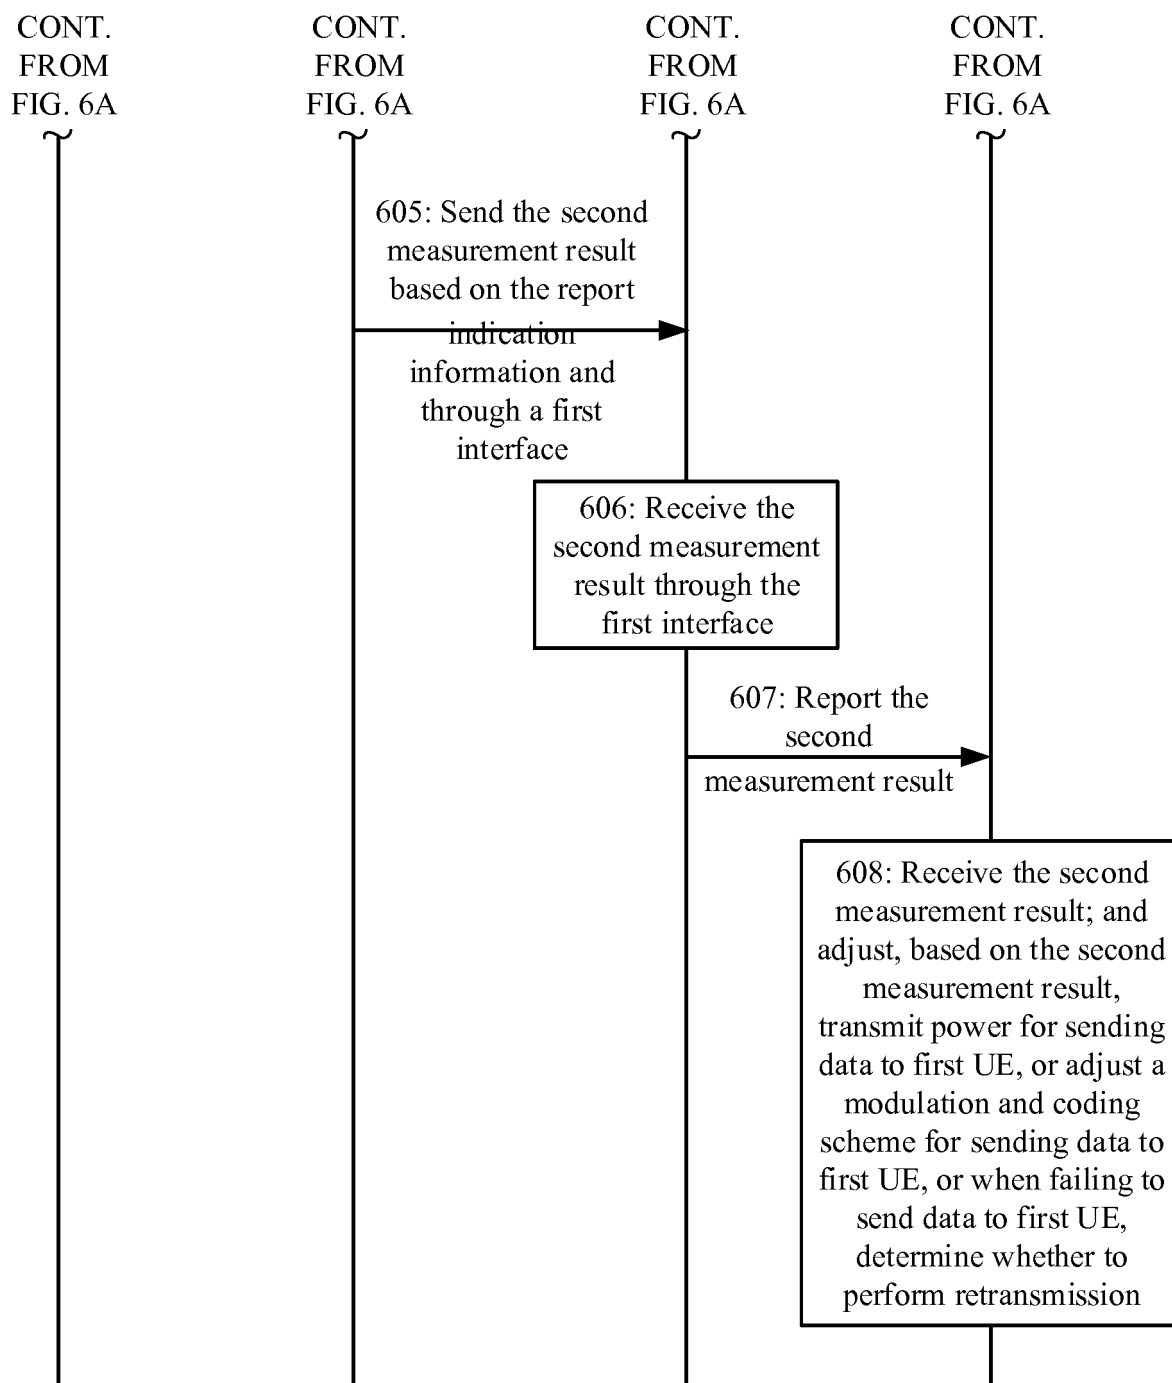 CONT.
FROM
FIG. 6A
CONT.
FROM
FIG. 6A
CONT.
FROM
FIG. 6A
CONT.
FROM
FIG. 6A
605: Send the second
measurement result
based on the report
indication
information and
through a first
interface
606: Receive the
second measurement
result through the
first interface
607: Report the
second
measurement result
608: Receive the second
measurement result; and
adjust, based on the second
measurement result,
transmit power for sending
data to first UE, or adjust a
modulation and coding
scheme for sending data to
first UE, or when failing to
send data to first UE,
determine whether to
perform retransmission